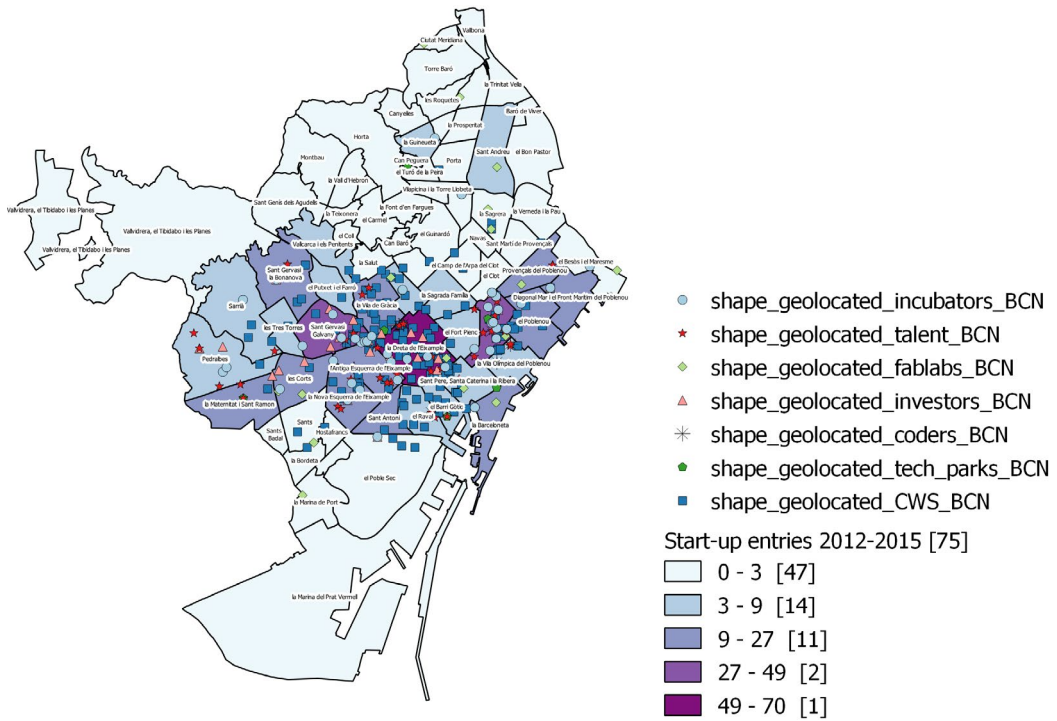 Vallbona
Ciutat Meridiana
Torre Baró
la Trinitat Vella
les Roquetes
Baró de Viver
Canyelles
la Prosperitat
Horta
la Guineueta
Sant Andreu
el Bon Pastor
Montbau
Can Peguera
Porta
el Turó de la Peira
la Vall d'Hebron
Vilapicina i la Torre Llobeta
Sant Genís dels Agudells
la Font d'en Fargues
Vallvidrera, el Tibidabo i les Planes
la Teixonera
la Sagrera
la Verneda i la Pau
el Carmel
Vallvidrera, el Tibidabo i les Planes
el Coll
el Guinardó
Navas
Vallcarca i els Penitents
Can Baró
Sant Martí de Provençals
Vallvidrera, el Tibidabo i les Planes
la Salut
el Camp de l'Arpa del Clot
el Besòs i el Maresme
Sant Gervasi
la Bonanova
el Clot
Provençals del Poblenou
el Putxet i el Farró
la Sagrada Família
Diagonal Mar i el Front Marítim del Poblenou
Sarrià
la Vila de Gràcia
el Poblenou
les Tres Torres
Sant Gervasi
Galvany
el Fort Pienc
la Dreta de l'Eixample
Pedralbes
la Vila Olímpica del Poblenou
l'Antiga Esquerra de l'Eixample
les Corts
Sant Pere, Santa Caterina i la Ribera
la Maternitat i Sant Ramon
la Nova Esquerra de l'Eixample
el Barri Gòtic
Sant Antoni
el Raval
la Barceloneta
Sants
Sants
Badal
Hostafrancs
la Bordeta
el Poble Sec
la Marina de Port
la Marina del Prat Vermell
shape_geolocated_incubators_BCN
shape_geolocated_talent_BCN
shape_geolocated_fablabs_BCN
shape_geolocated_investors_BCN
shape_geolocated_coders_BCN
shape_geolocated_tech_parks_BCN
shape_geolocated_CWS_BCN
Start-up entries 2012-2015 [75]
0 - 3 [47]
3 - 9 [14]
9 - 27 [11]
27 - 49 [2]
49 - 70 [1]